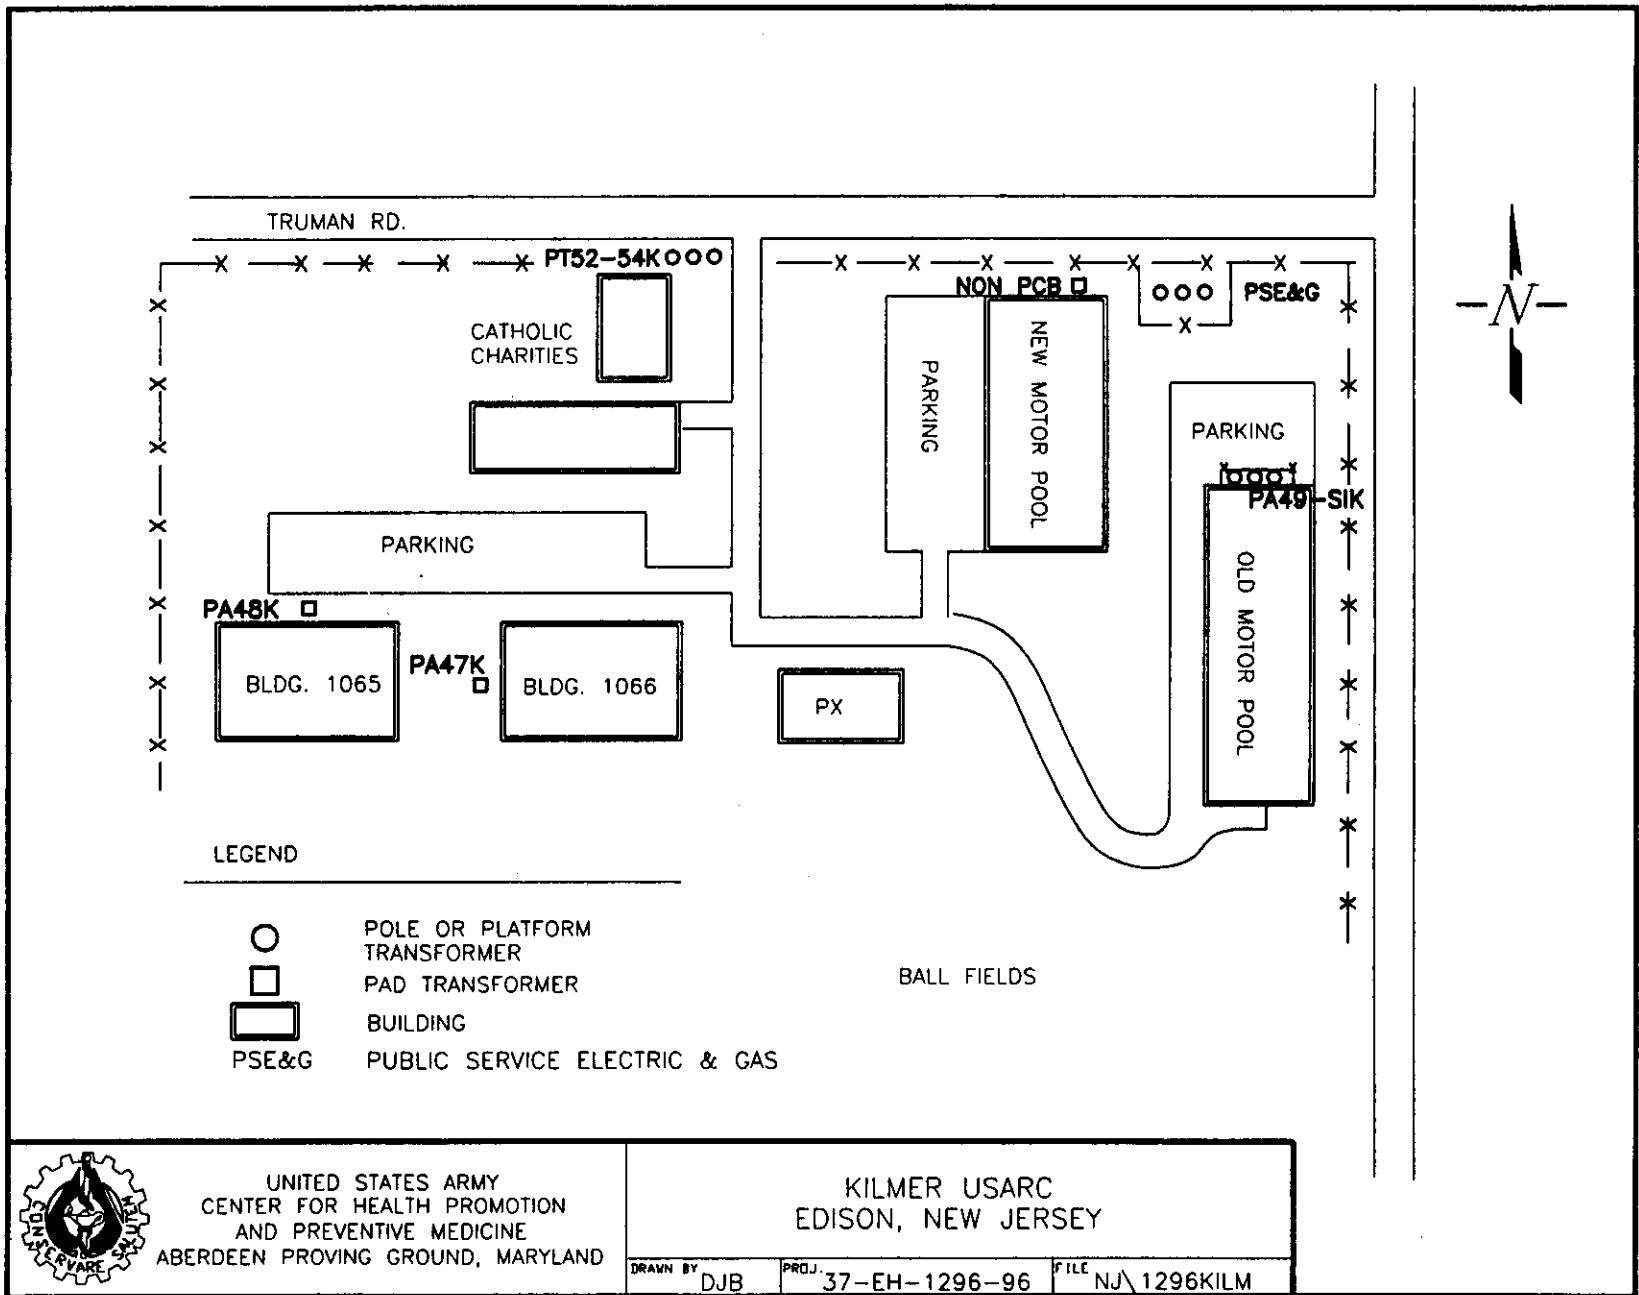 TRUMAN RD.
PT52-54K
NON PCB
PSE&G
CATHOLIC
CHARITIES
PARKING
NEW MOTOR POOL
PARKING
PA49-SIK
PARKING
OLD MOTOR POOL
PA48K
PA47K
BLDG. 1065
BLDG. 1066
PX
N
LEGEND
POLE OR PLATFORM
TRANSFORMER
PAD TRANSFORMER
BUILDING
PSE&G PUBLIC SERVICE ELECTRIC & GAS
BALL FIELDS
CONSERVARE SALUTEM
UNITED STATES ARMY
CENTER FOR HEALTH PROMOTION
AND PREVENTIVE MEDICINE
ABERDEEN PROVING GROUND, MARYLAND
KILMER USARC
EDISON, NEW JERSEY
DRAWN BY DJB
PROJ. 37-EH-1296-96
FILE NJ\1296KILM